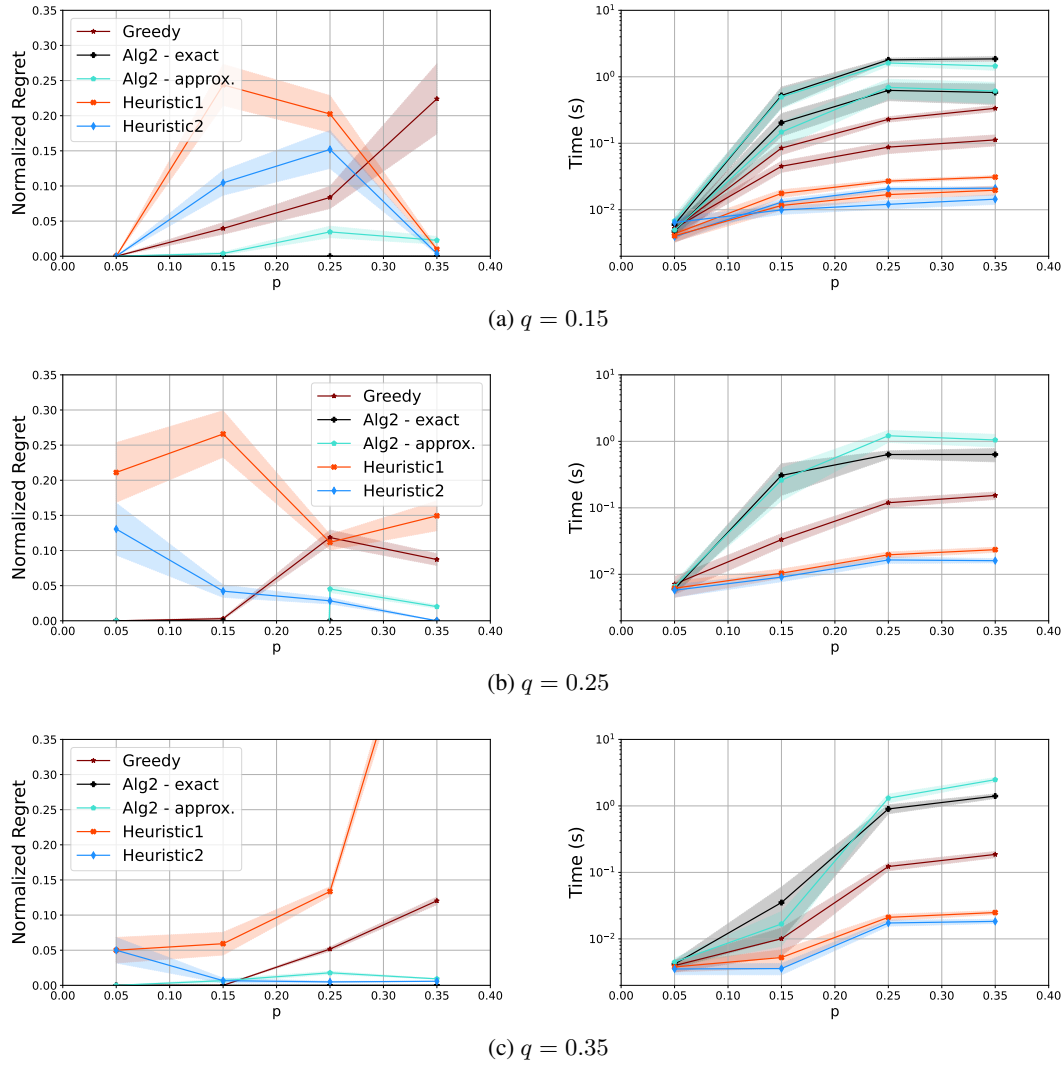 0.35
0.30
0.25
0.20
0.15
0.10
0.05
0.00
Normalized Regret
Greedy
Alg2 - exact
Alg2 - approx.
Heuristic1
Heuristic2
0.00 0.05 0.10 0.15 0.20 0.25 0.30 0.35 0.40
p
10^1
10^0
10^-1
10^-2
Time (s)
0.00 0.05 0.10 0.15 0.20 0.25 0.30 0.35 0.40
p
(a) q = 0.15
0.35
0.30
0.25
0.20
0.15
0.10
0.05
0.00
Normalized Regret
Greedy
Alg2 - exact
Alg2 - approx.
Heuristic1
Heuristic2
0.00 0.05 0.10 0.15 0.20 0.25 0.30 0.35 0.40
p
10^1
10^0
10^-1
10^-2
Time (s)
0.00 0.05 0.10 0.15 0.20 0.25 0.30 0.35 0.40
p
(b) q = 0.25
0.35
0.30
0.25
0.20
0.15
0.10
0.05
0.00
Normalized Regret
Greedy
Alg2 - exact
Alg2 - approx.
Heuristic1
Heuristic2
0.00 0.05 0.10 0.15 0.20 0.25 0.30 0.35 0.40
p
10^1
10^0
10^-1
10^-2
Time (s)
0.00 0.05 0.10 0.15 0.20 0.25 0.30 0.35 0.40
p
(c) q = 0.35